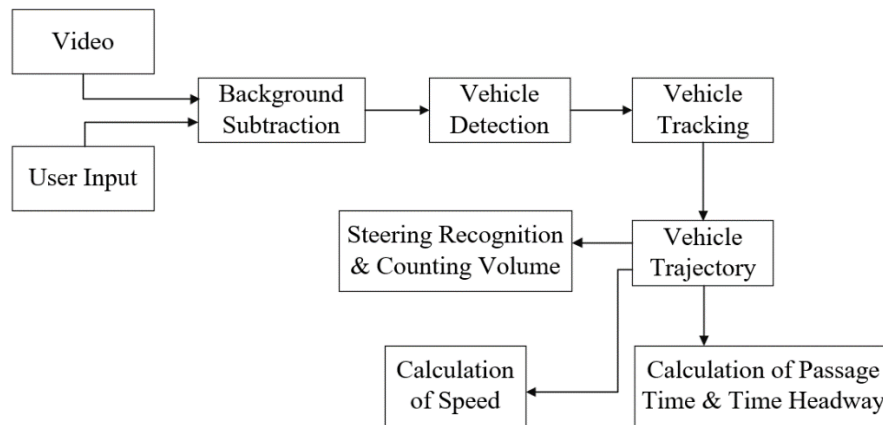 Video
Background
Subtraction
Vehicle
Detection
Vehicle
Tracking
User Input
Steering Recognition
& Counting Volume
Vehicle
Trajectory
Calculation
of Speed
Calculation of Passage
Time & Time Headway